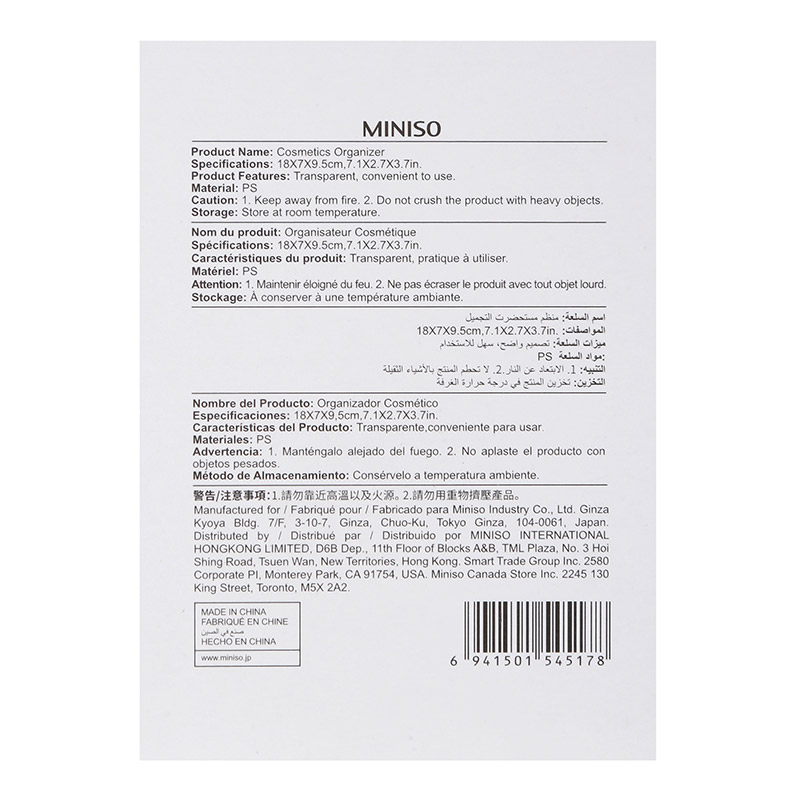 MINISO
Product Name: Cosmetics Organizer
Specifications: 18X7X9.5cm,7.1X2.7X3.7in.
Product Features: Transparent, convenient to use.
Material: PS
Caution: 1. Keep away from fire. 2. Do not crush the product with heavy objects.
Storage: Store at room temperature.
Nom du produit: Organisateur Cosmétique
Spécifications: 18X7X9.5cm,7.1X2.7X3.7in.
Caractéristiques du produit: Transparent, pratique à utiliser.
Matériel: PS
Attention: 1. Maintenir éloigné du feu. 2. Ne pas écraser le produit avec tout objet lourd.
Stockage: À conserver à une température ambiante.
اسم السلعة: منظم مستحضرت التجميل
المواصفات: 18X7X9.5cm,7.1X2.7X3.7in.
ميزات السلعة: تصميم واضح، سهل للاستخدام
مواد السلعة: PS
التنبيه: 1. الابتعاد عن النار. 2. لا تحطم المنتج بالأشياء الثقيلة
التخزين: تخزين المنتج في درجة حرارة الغرفة
Nombre del Producto: Organizador Cosmético
Especificaciones: 18X7X9,5cm,7.1X2.7X3.7in.
Características del Producto: Transparente,conveniente para usar.
Materiales: PS
Advertencia: 1. Manténgalo alejado del fuego. 2. No aplaste el producto con
objetos pesados.
Método de Almacenamiento: Consérvelo a temperatura ambiente.
警告/注意事項:1.請勿靠近高溫以及火源。2.請勿用重物擠壓產品。
Manufactured for / Fabriqué pour / Fabricado para Miniso Industry Co., Ltd. Ginza
Kyoya Bldg. 7/F, 3-10-7, Ginza, Chuo-Ku, Tokyo Ginza, 104-0061, Japan.
Distributed by / Distribué par / Distribuido por MINISO INTERNATIONAL
HONGKONG LIMITED, D6B Dep., 11th Floor of Blocks A&B, TML Plaza, No. 3 Hoi
Shing Road, Tsuen Wan, New Territories, Hong Kong. Smart Trade Group Inc. 2580
Corporate Pl, Monterey Park, CA 91754, USA. Miniso Canada Store Inc. 2245 130
King Street, Toronto, M5X 2A2.
MADE IN CHINA
FABRIQUÉ EN CHINE
صنع في الصين
HECHO EN CHINA
www.miniso.jp
6 941501 545178